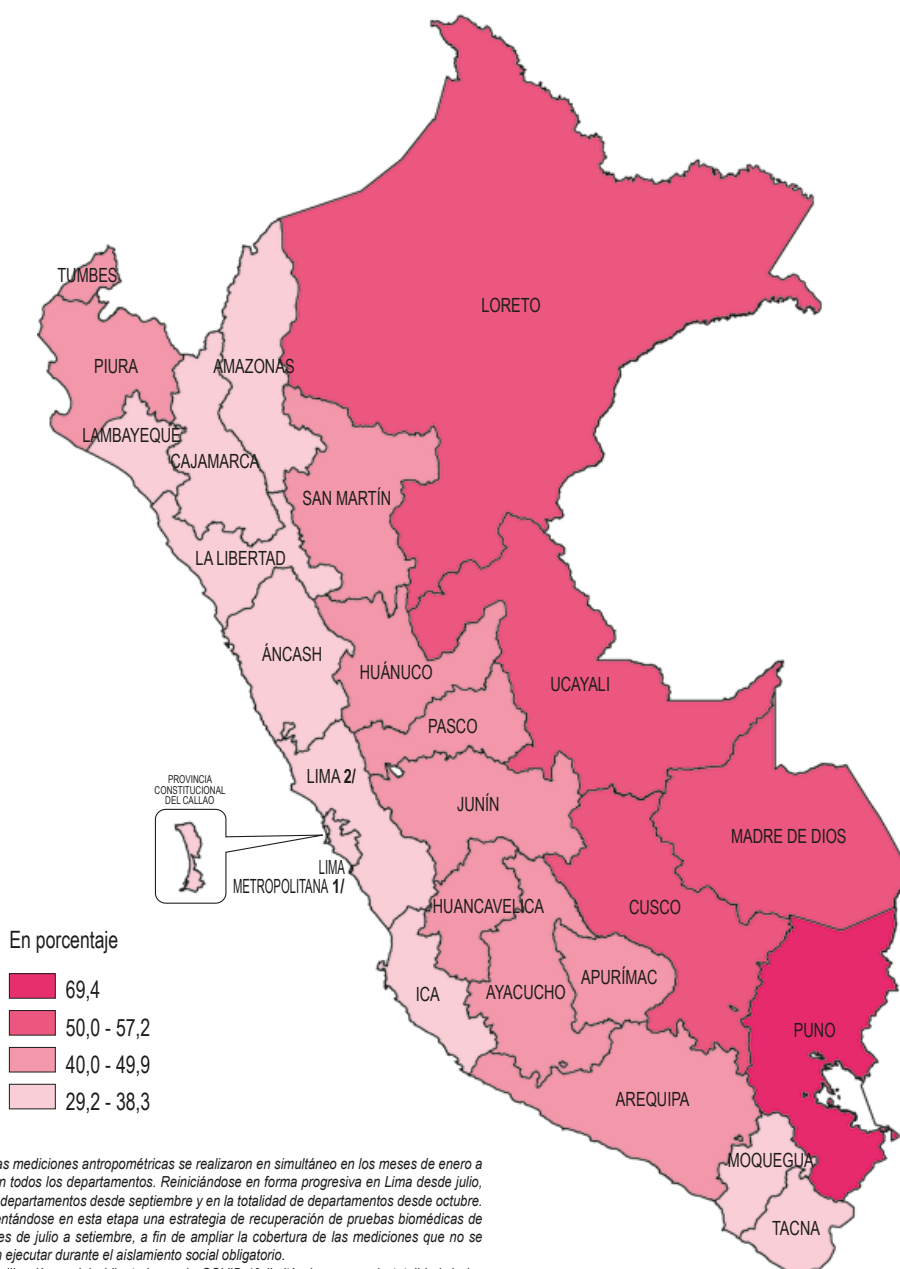 TUMBES
LORETO
PIURA
AMAZONAS
LAMBAYEQUE
CAJAMARCA
SAN MARTÍN
LA LIBERTAD
ÁNCASH
HUÁNUCO
UCAYALI
PASCO
LIMA 2/
PROVINCIA
CONSTITUCIONAL
DEL CALLAO
JUNÍN
MADRE DE DIOS
LIMA
METROPOLITANA 1/
HUANCAVELICA
CUSCO
En porcentaje
69,4
50,0 - 57,2
40,0 - 49,9
29,2 - 38,3
ICA
AYACUCHO
APURÍMAC
PUNO
AREQUIPA
MOQUEGUA
TACNA
as mediciones antropométricas se realizaron en simultáneo en los meses de enero a
n todos los departamentos. Reiniciándose en forma progresiva en Lima desde julio,
departamentos desde septiembre y en la totalidad de departamentos desde octubre.
ntándose en esta etapa una estrategia de recuperación de pruebas biomédicas de
es de julio a setiembre, a fin de ampliar la cobertura de las mediciones que no se
n ejecutar durante el aislamiento social obligatorio.